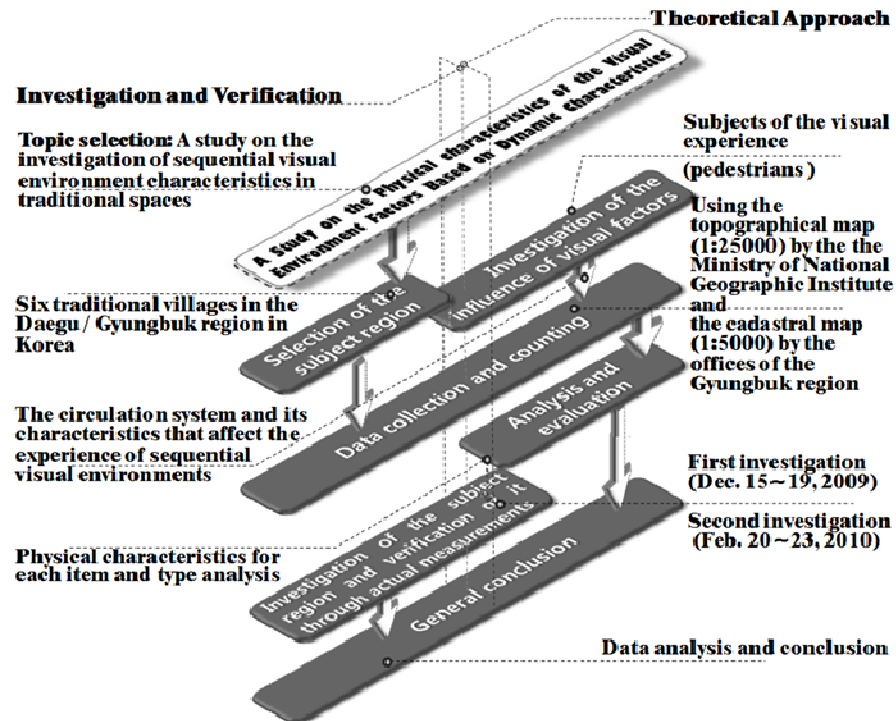 Theoretical Approach
Investigation and Verification
A Study on the Physical characteristics of the Visual
Environment Factors Based on Dynamic Characteristics
Topic selection: A study on the
investigation of sequential visual
environment characteristics in
traditional spaces
Subjects of the visual
experience
(pedestrians )
Investigation of the
influence of visual factors
Using the
topographical map
(1:25000) by the the
Ministry of National
Geographic Institute
and
the cadastral map
(1:5000) by the
offices of the
Gyungbuk region
Six traditional villages in the
Daegu / Gyungbuk region in
Korea
Selection of the
subject region
Data collection and counting
Analysis and
evaluation
The circulation system and its
characteristics that affect the
experience of sequential
visual environments
First investigation
(Dec. 15~19, 2009)
Second investigation
(Feb. 20~23, 2010)
Investigation of the subject
region and verification of it
through actual measurements
Physical characteristics for
each item and type analysis
General conclusion
Data analysis and conclusion